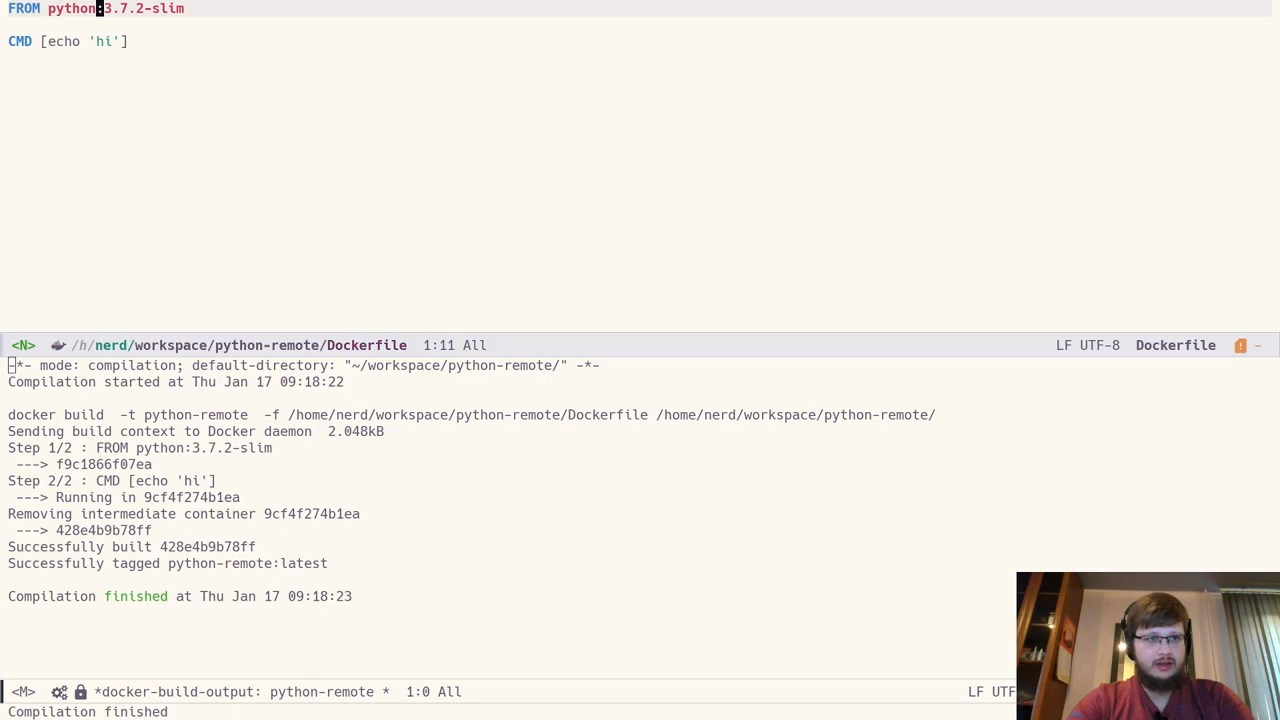 FROM python:3.7.2-slim
CMD [echo 'hi']
<N> /h/nerd/workspace/python-remote/Dockerfile 1:11 All LF UTF-8 Dockerfile ! -
-*- mode: compilation; default-directory: "~/workspace/python-remote/" -*-
Compilation started at Thu Jan 17 09:18:22
docker build  -t python-remote  -f /home/nerd/workspace/python-remote/Dockerfile /home/nerd/workspace/python-remote/
Sending build context to Docker daemon  2.048kB
Step 1/2 : FROM python:3.7.2-slim
 ---> f9c1866f07ea
Step 2/2 : CMD [echo 'hi']
 ---> Running in 9cf4f274b1ea
Removing intermediate container 9cf4f274b1ea
 ---> 428e4b9b78ff
Successfully built 428e4b9b78ff
Successfully tagged python-remote:latest
Compilation finished at Thu Jan 17 09:18:23
<M> *docker-build-output: python-remote * 1:0 All LF UTF
Compilation finished